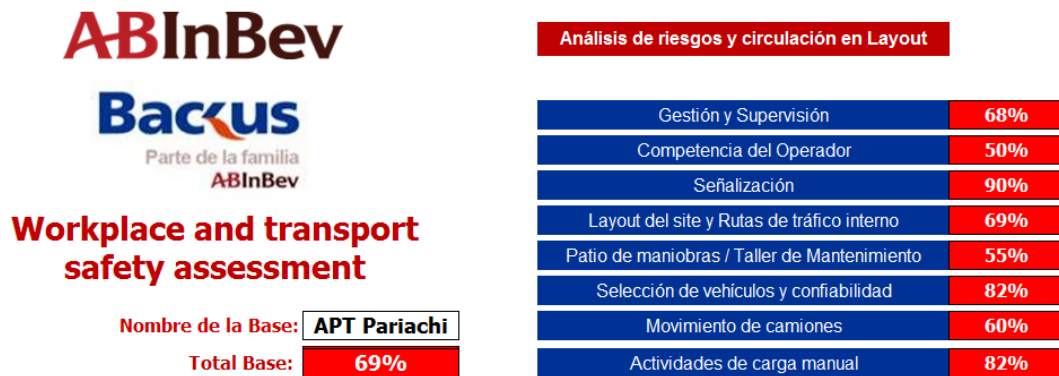 ABInBev
Backus
Parte de la familia
ABInBev
Workplace and transport
safety assessment
Nombre de la Base: APT Pariachi
Total Base: 69%
Análisis de riesgos y circulación en Layout
Gestión y Supervisión 68%
Competencia del Operador 50%
Señalización 90%
Layout del site y Rutas de tráfico interno 69%
Patio de maniobras / Taller de Mantenimiento 55%
Selección de vehículos y confiabilidad 82%
Movimiento de camiones 60%
Actividades de carga manual 82%